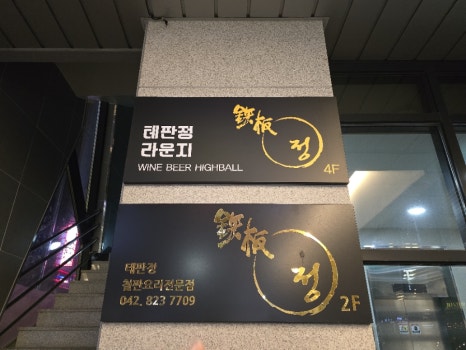 테판정
라운지
WINE BEER HIGHBALL
鉄板
정
4F
테판정
철판요리전문점
042. 823 7709
鉄板
정
2F